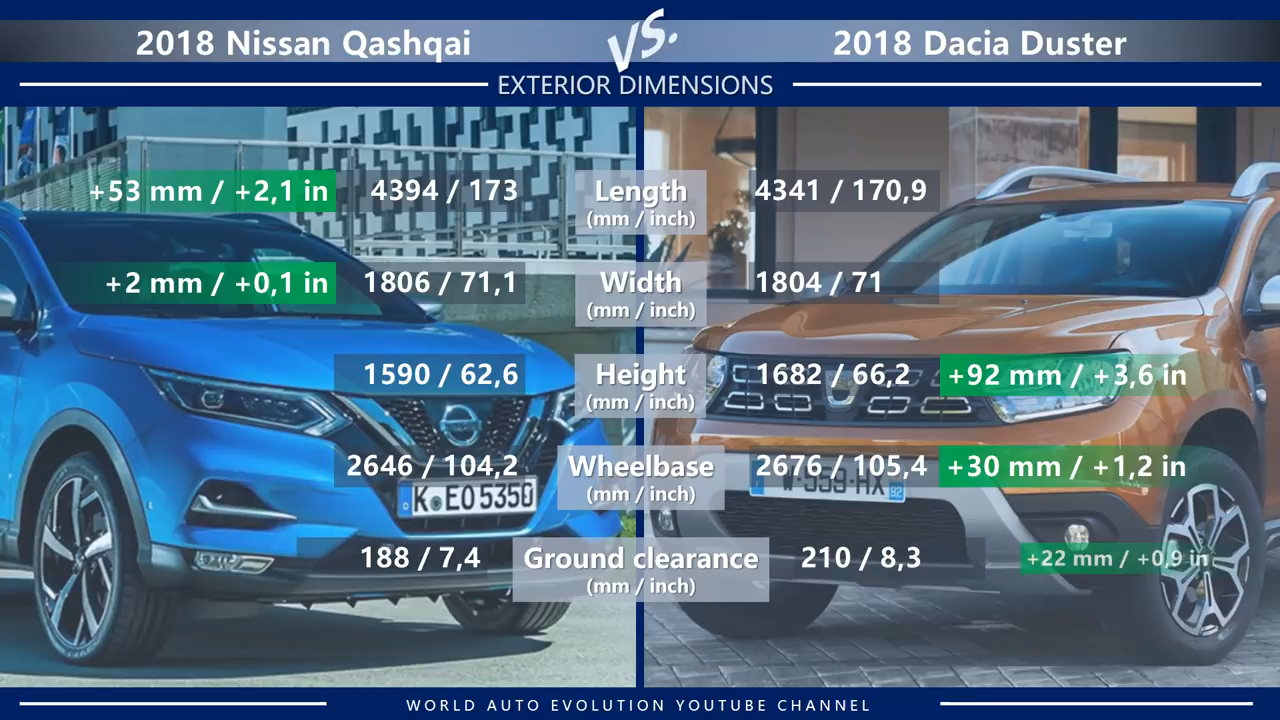 2018 Nissan Qashqai VS. 2018 Dacia Duster
EXTERIOR DIMENSIONS
+53 mm / +2,1 in 4394 / 173 Length 4341 / 170,9
(mm / inch)
+2 mm / +0,1 in 1806 / 71,1 Width 1804 / 71
(mm / inch)
1590 / 62,6 Height 1682 / 66,2 +92 mm / +3,6 in
(mm / inch)
2646 / 104,2 Wheelbase 2676 / 105,4 +30 mm / +1,2 in
(mm / inch)
K EO 5350
W-559-HX 92
188 / 7,4 Ground clearance 210 / 8,3 +22 mm / +0,9 in
(mm / inch)
WORLD AUTO EVOLUTION YOUTUBE CHANNEL